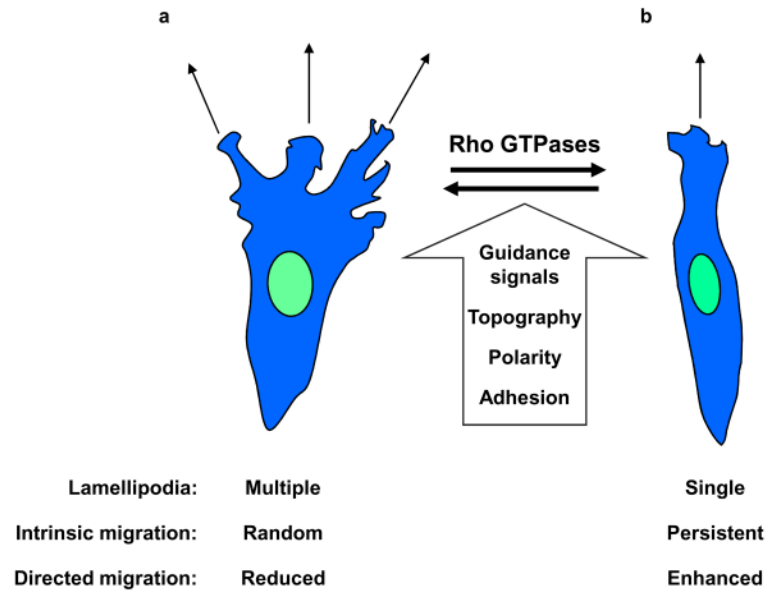 a
b
Rho GTPases
Guidance
signals
Topography
Polarity
Adhesion
Lamellipodia: Multiple Single
Intrinsic migration: Random Persistent
Directed migration: Reduced Enhanced